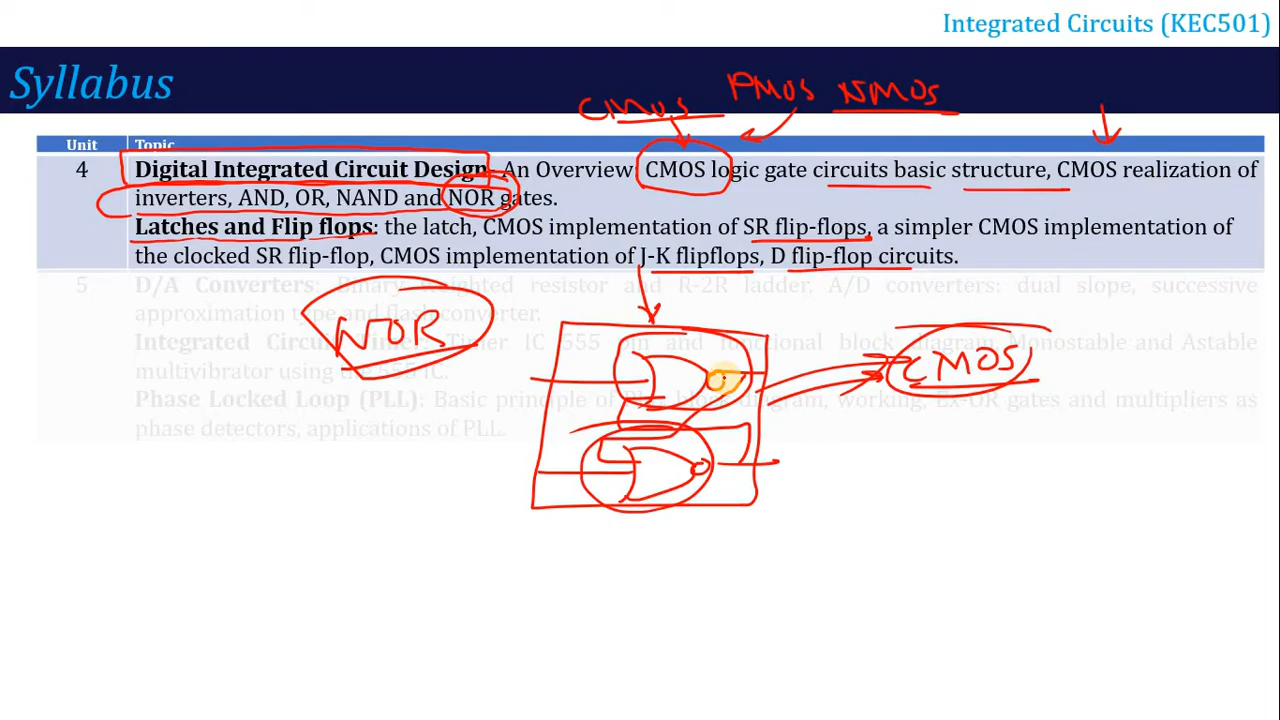 Integrated Circuits (KEC501)
Syllabus
CMOS PMOS NMOS
Unit Topic
4 Digital Integrated Circuit Design: An Overview: CMOS logic gate circuits basic structure, CMOS realization of
inverters, AND, OR, NAND and NOR gates.
Latches and Flip flops: the latch, CMOS implementation of SR flip-flops, a simpler CMOS implementation of
the clocked SR flip-flop, CMOS implementation of J-K flipflops, D flip-flop circuits.
5 D/A Converters: Binary weighted resistor and R-2R ladder, A/D converters: dual slope, successive
approximation type and flash converter.
NOR
Integrated Circuit Timer: Timer IC 555 pin and functional block diagram, Monostable and Astable
multivibrator using the 555 IC.
CMOS
Phase Locked Loop (PLL): Basic principle of PLL, block diagram, working, Ex-OR gates and multipliers as
phase detectors, applications of PLL.